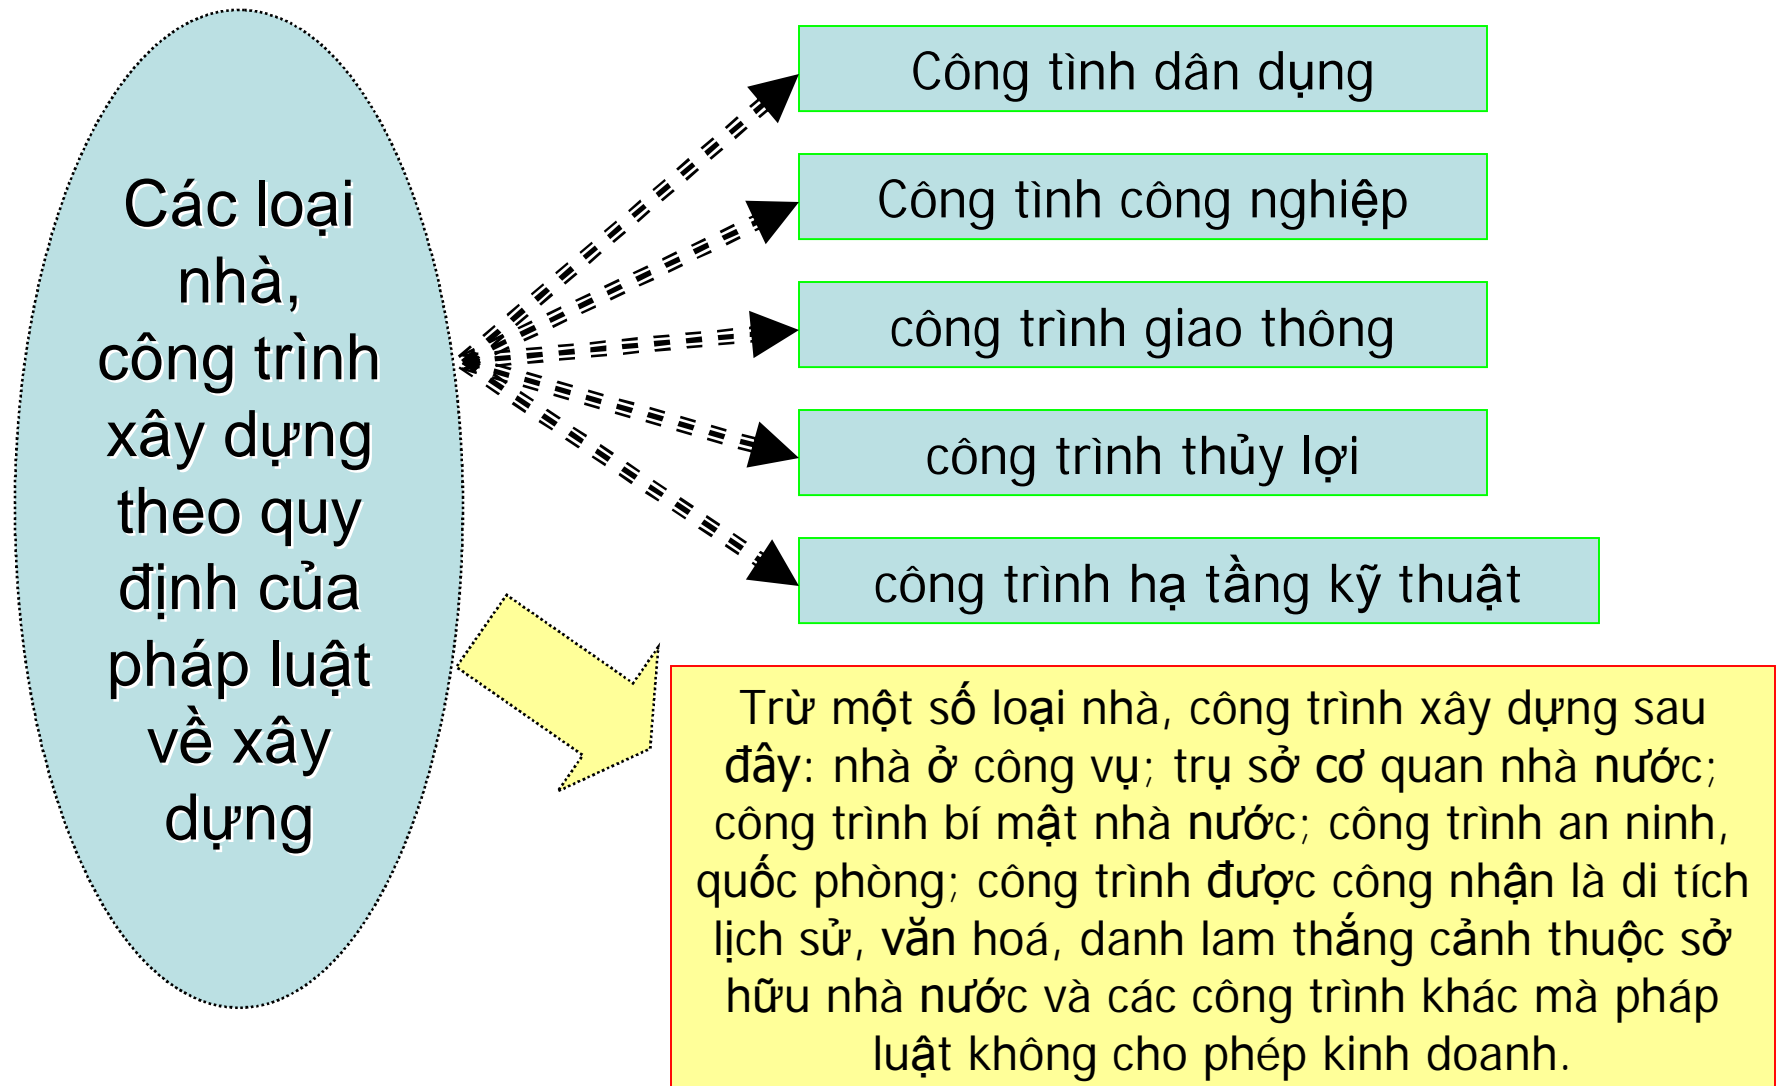 Các loại
nhà,
công trình
xây dựng
theo quy
định của
pháp luật
về xây
dựng
Công tình dân dụng
Công tình công nghiệp
công trình giao thông
công trình thủy lợi
công trình hạ tầng kỹ thuật
Trừ một số loại nhà, công trình xây dựng sau
đây: nhà ở công vụ; trụ sở cơ quan nhà nước;
công trình bí mật nhà nước; công trình an ninh,
quốc phòng; công trình được công nhận là di tích
lịch sử, văn hoá, danh lam thắng cảnh thuộc sở
hữu nhà nước và các công trình khác mà pháp
luật không cho phép kinh doanh.